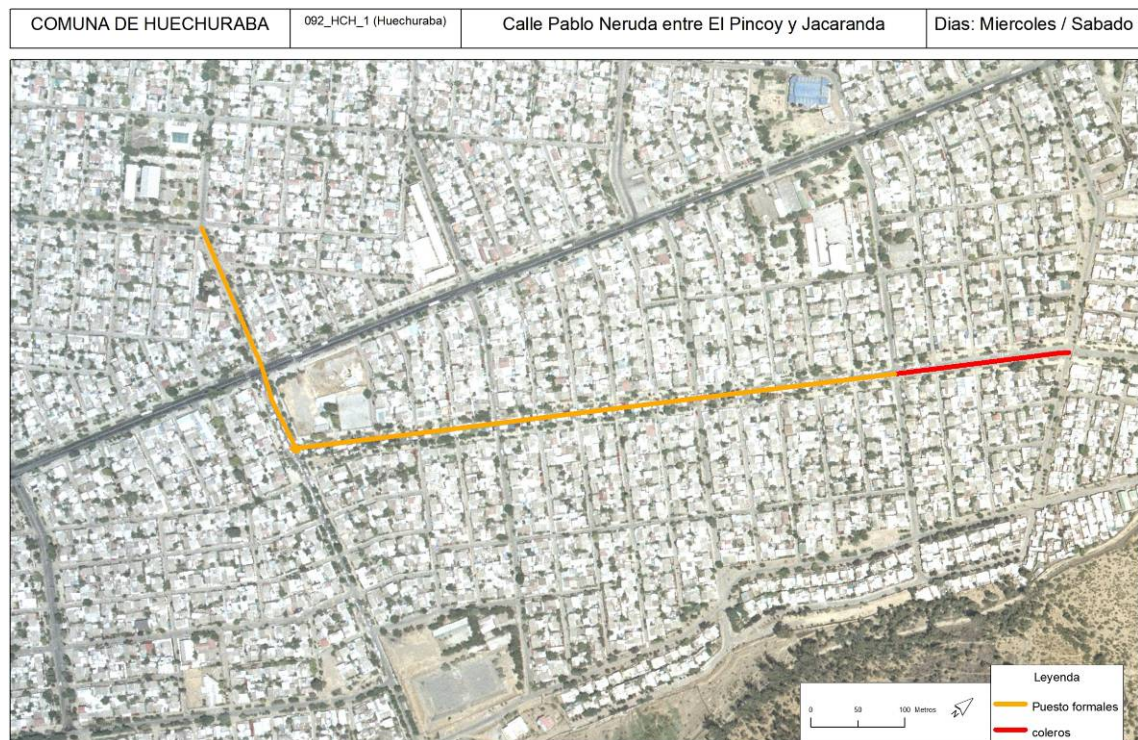 COMUNA DE HUECHURABA
092_HCH_1 (Huechuraba)
Calle Pablo Neruda entre El Pincoy y Jacaranda
Dias: Miercoles / Sabado
Leyenda
Puesto formales
coleros
0 50 100 Metros
N